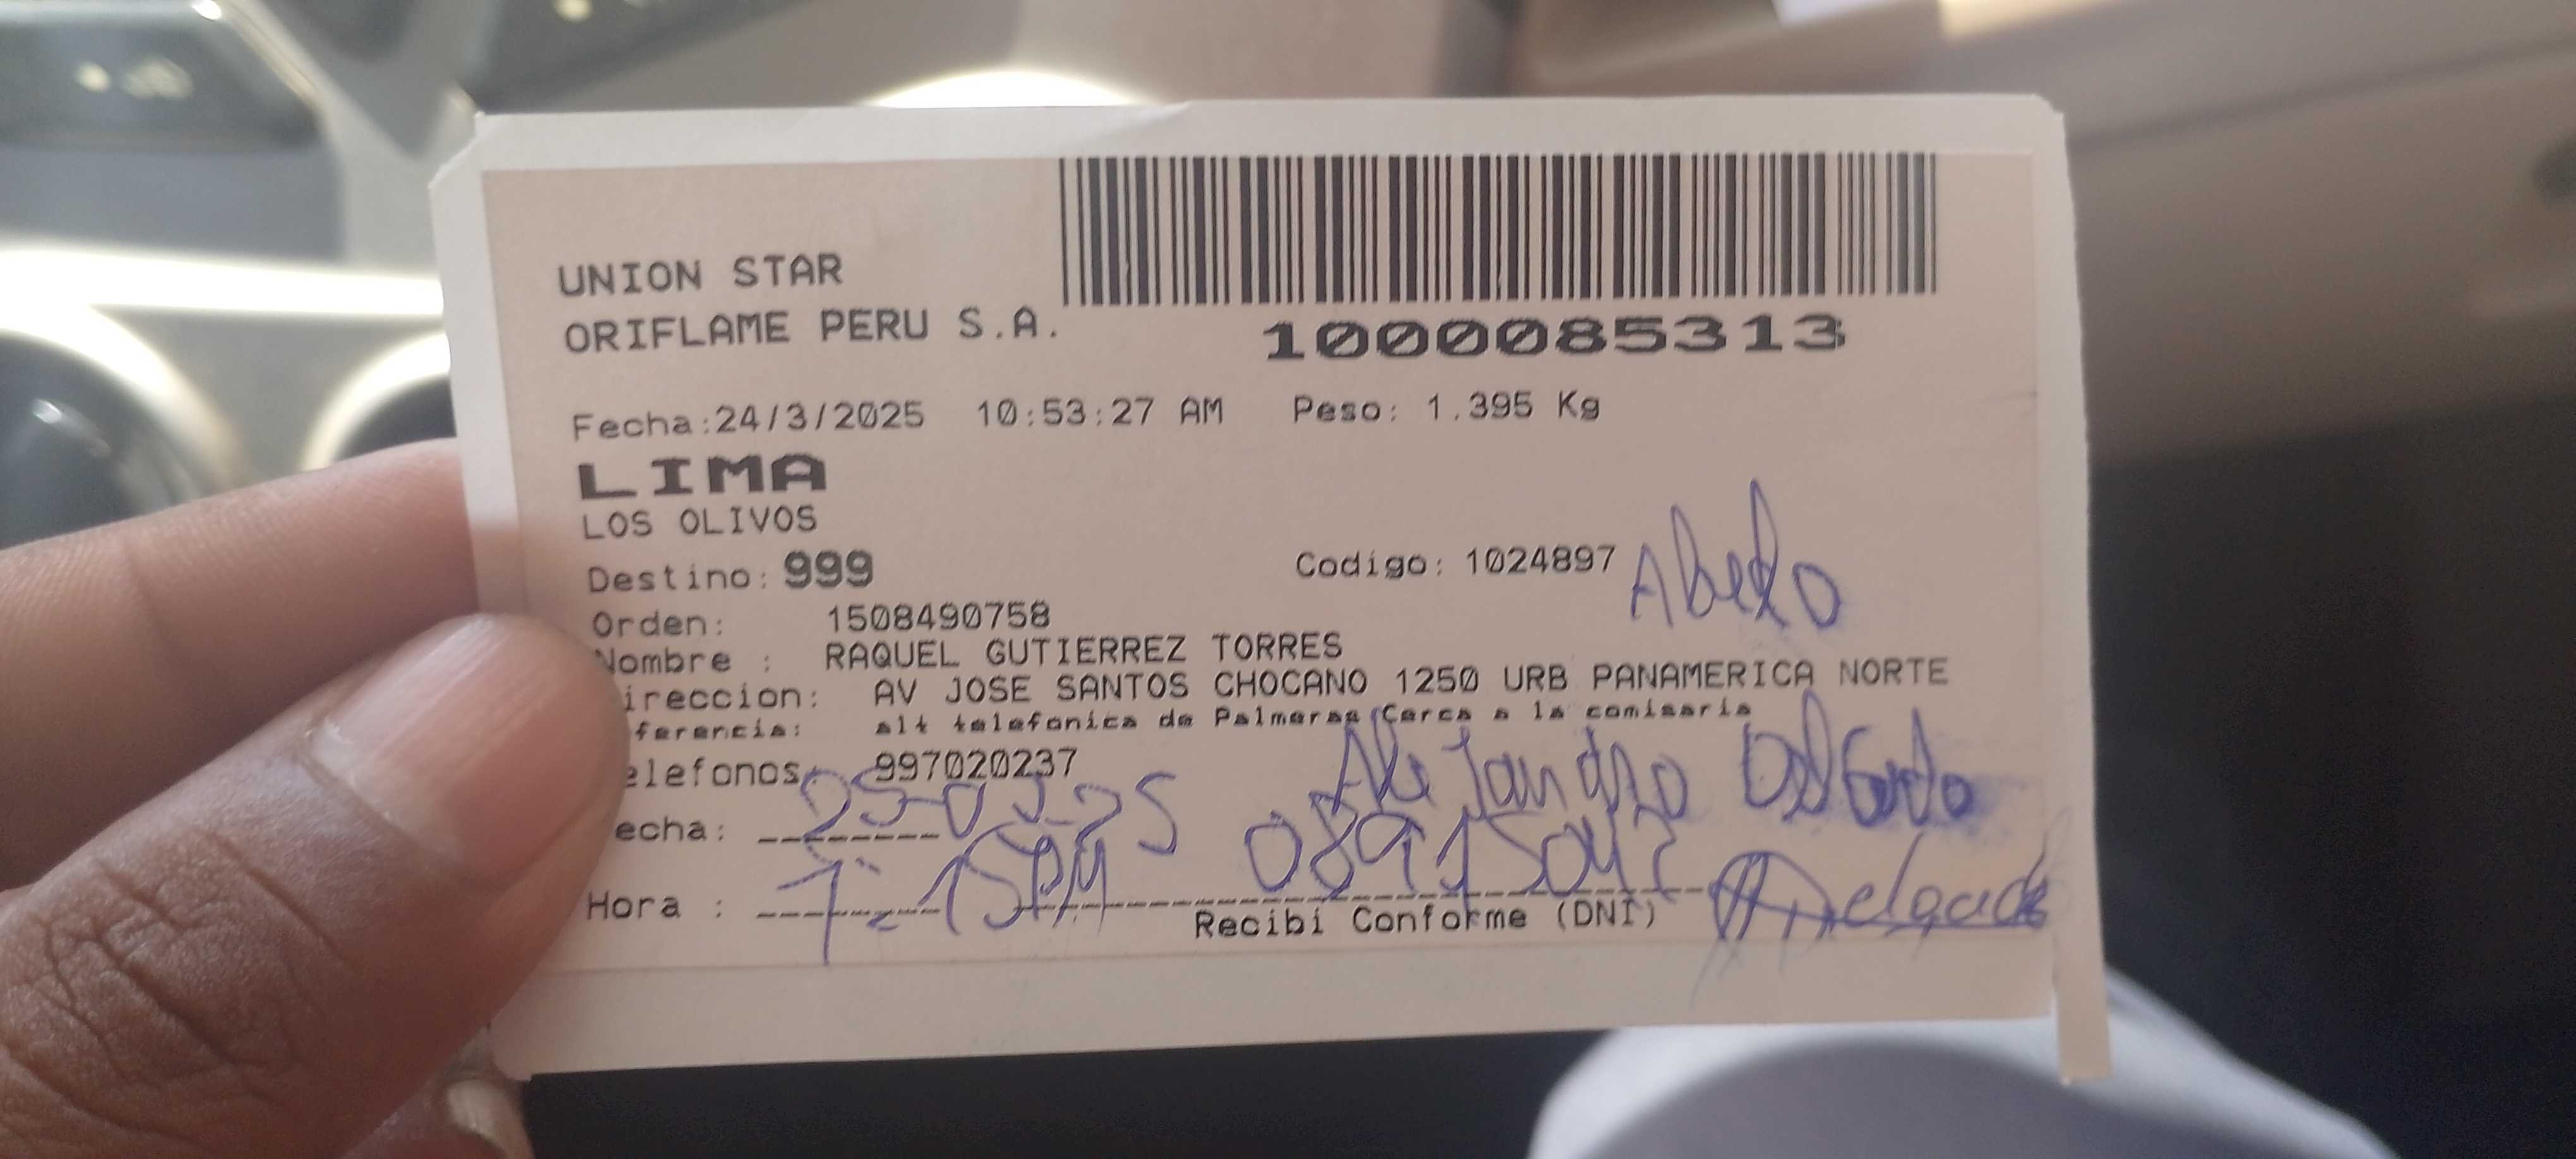 UNION STAR
ORIFLAME PERU S.A.
1000085313
Fecha:24/3/2025 10:53:27 AM Peso: 1.395 Kg
LIMA
LOS OLIVOS
Destino: 999 Codigo: 1024897
Orden: 1508490758
Nombre : RAQUEL GUTIERREZ TORRES
ireccion: AV JOSE SANTOS CHOCANO 1250 URB PANAMERICA NORTE
ferencia: alt telefonica de Palmeras Cerca a la comisaria
elefonos: 997020237
Alejandro Delgado
echa: 25-03-25
Hora : 1:15PM
Recibi Conforme (DNI) Delgado